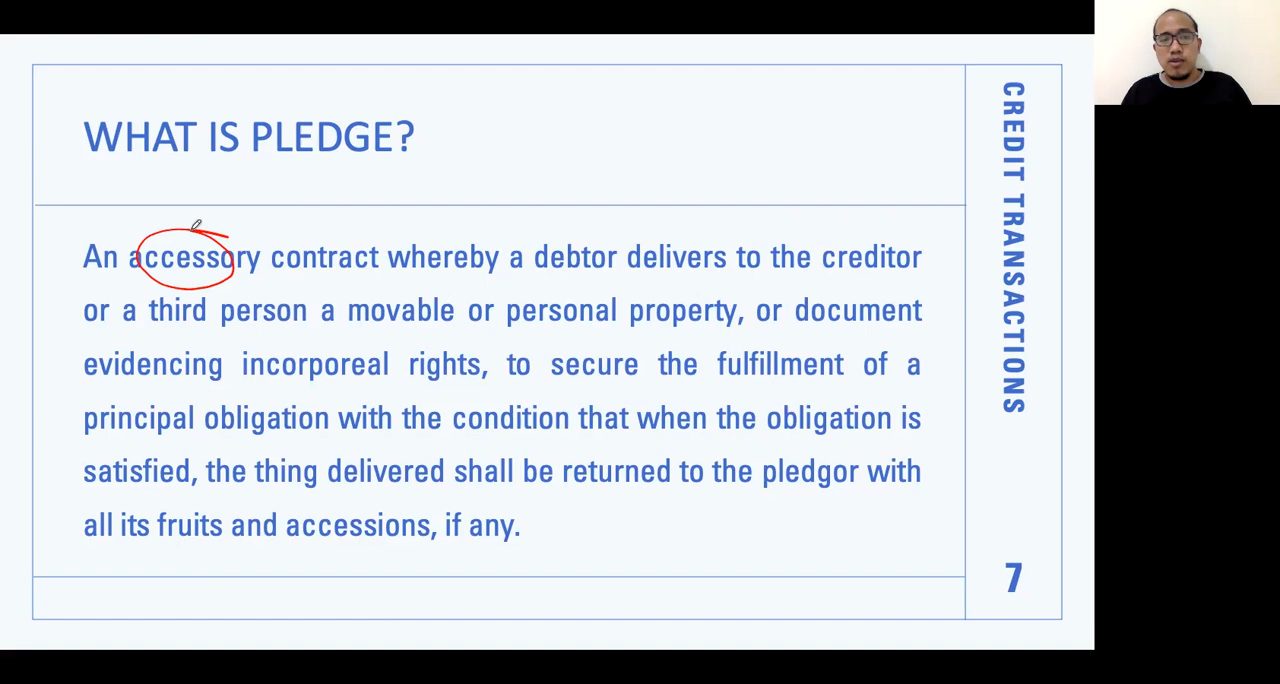 WHAT IS PLEDGE?
An accessory contract whereby a debtor delivers to the creditor
or a third person a movable or personal property, or document
evidencing incorporeal rights, to secure the fulfillment of a
principal obligation with the condition that when the obligation is
satisfied, the thing delivered shall be returned to the pledgor with
all its fruits and accessions, if any.
CREDIT TRANSACTIONS
7